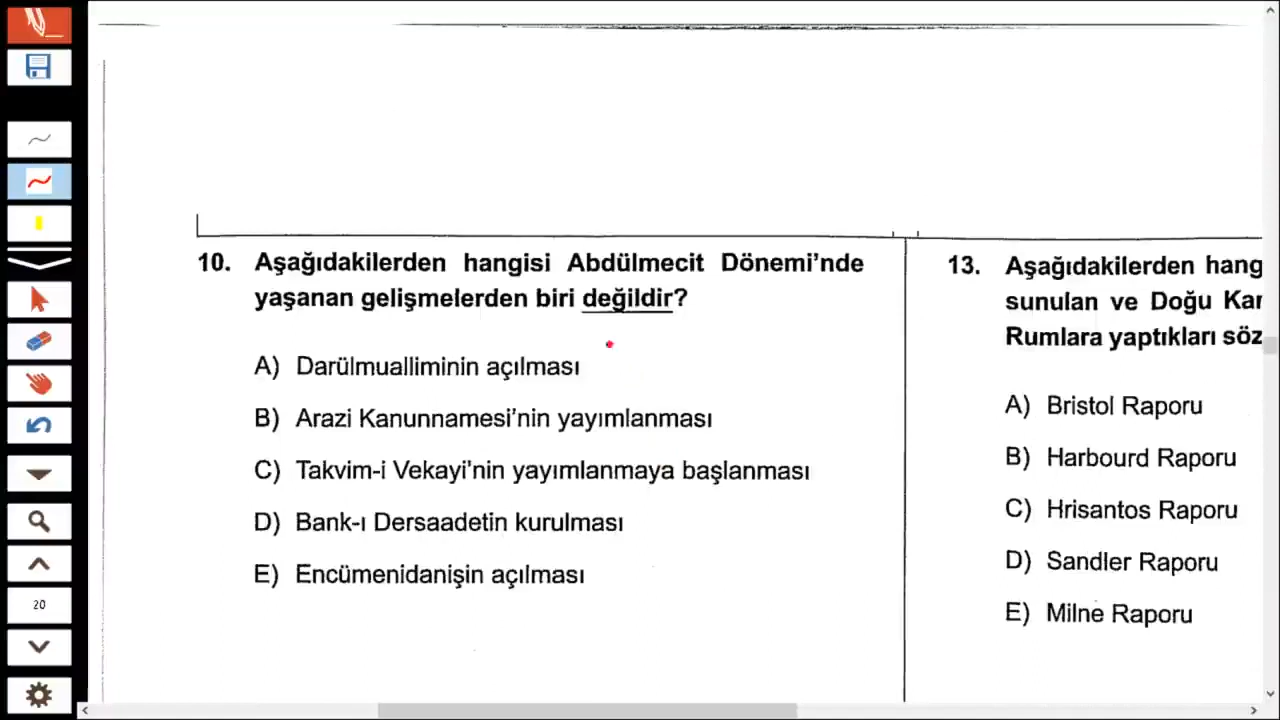 10. Aşağıdakilerden hangisi Abdülmecit Dönemi’nde
yaşanan gelişmelerden biri değildir?
A) Darülmualliminin açılması
B) Arazi Kanunnamesi’nin yayımlanması
C) Takvim-i Vekayi’nin yayımlanmaya başlanması
D) Bank-ı Dersaadetin kurulması
E) Encümenidanişin açılması
13. Aşağıdakilerden hang
sunulan ve Doğu Kar
Rumlara yaptıkları söz
A) Bristol Raporu
B) Harbourd Raporu
C) Hrisantos Raporu
D) Sandler Raporu
E) Milne Raporu
20